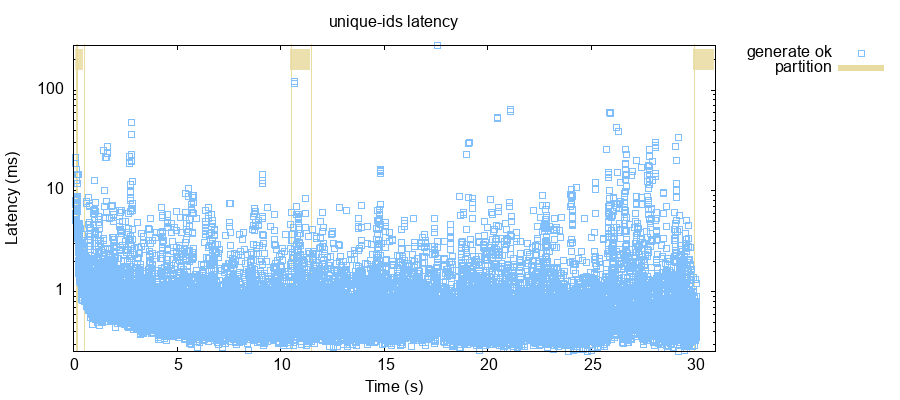 unique-ids latency
generate ok
partition
100
10
1
Latency (ms)
0 5 10 15 20 25 30
Time (s)